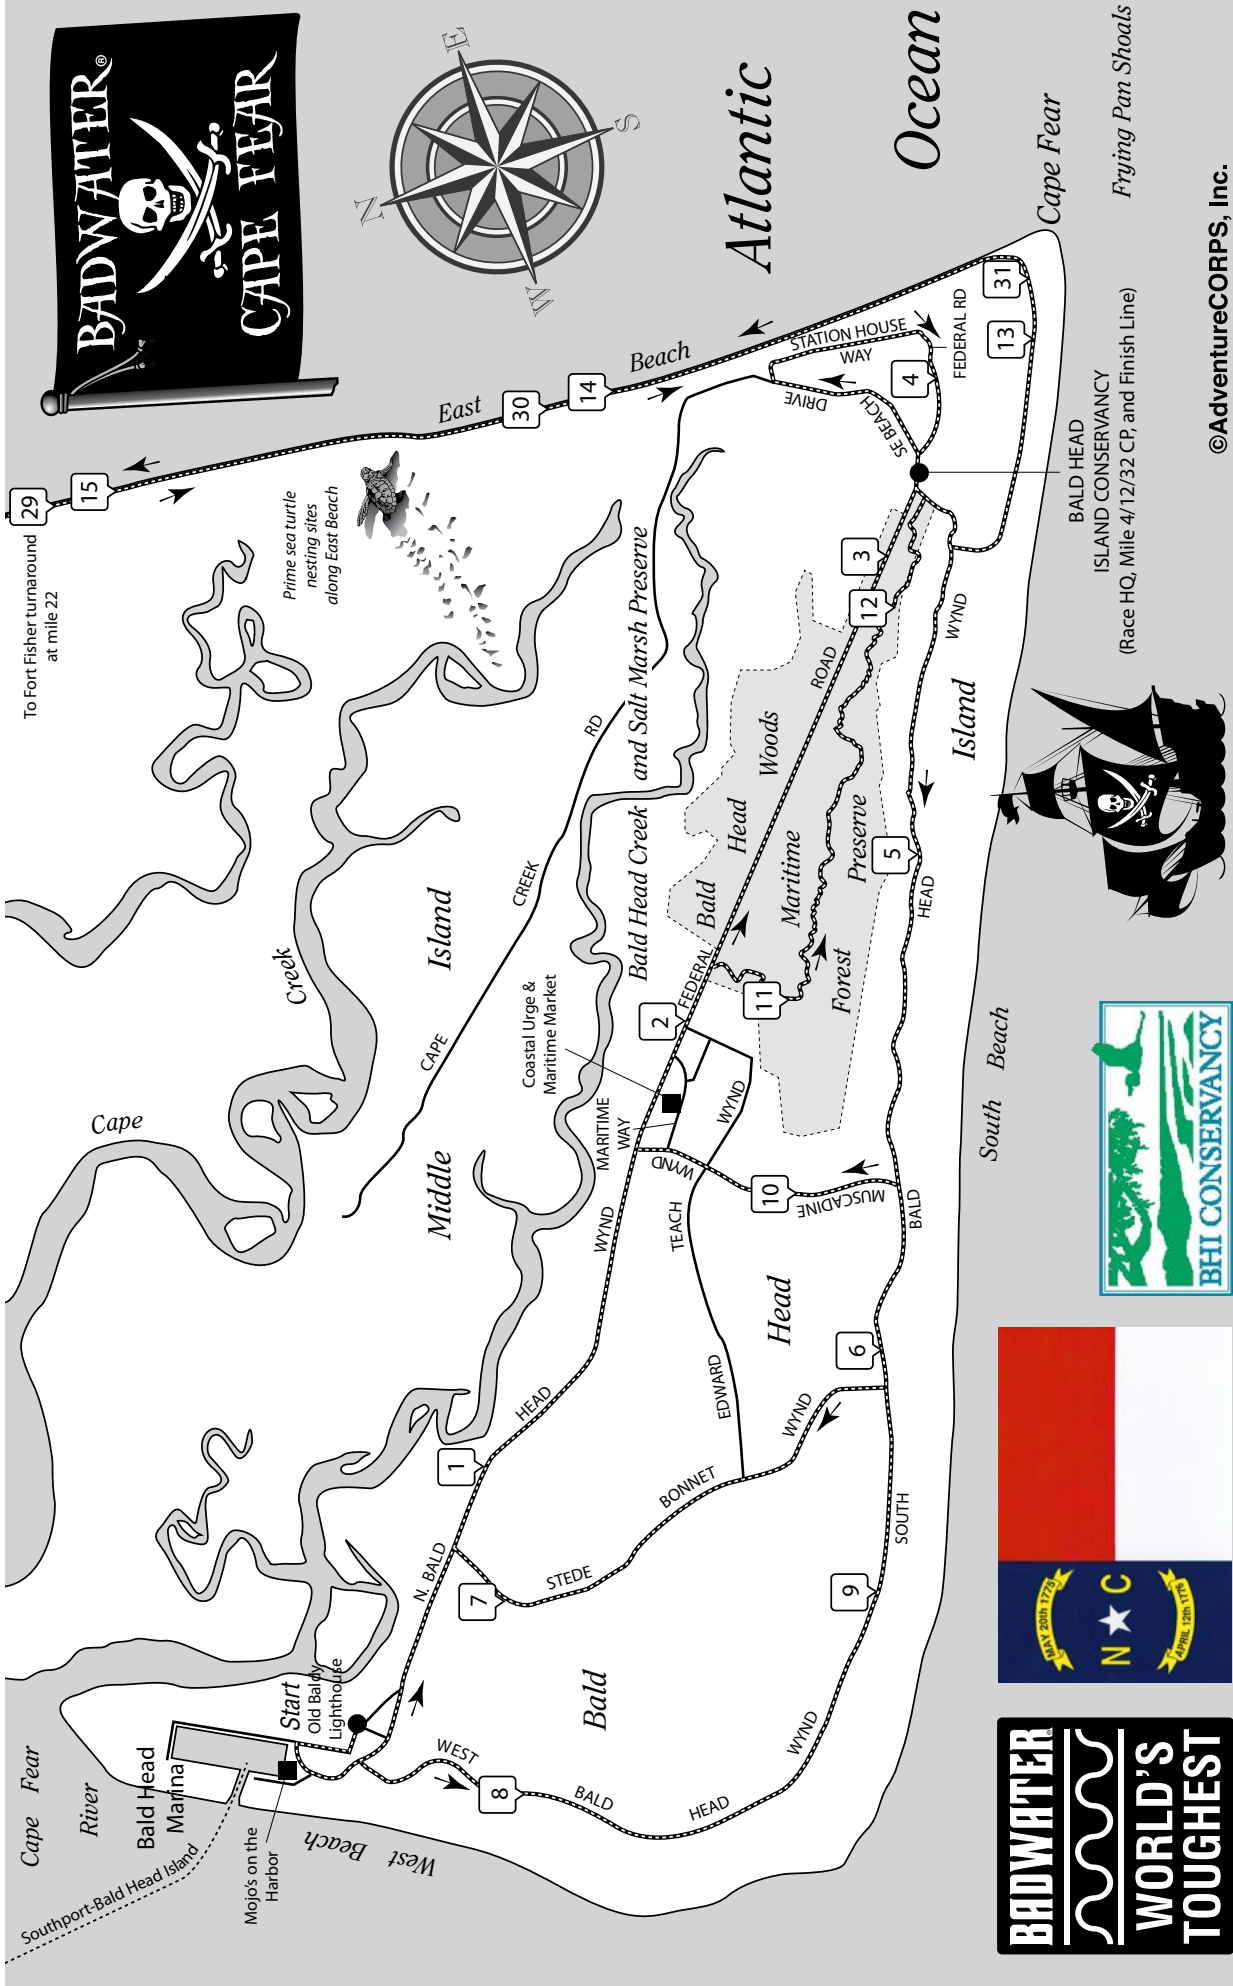 BADWATER®
CAPE FEAR
N
E
S
W
Atlantic
Ocean
Cape Fear
Frying Pan Shoals
©AdventureCORPS, Inc.
To Fort Fisher turnaround
at mile 22
29
15
East
30
14
Beach
Prime sea turtle
nesting sites
along East Beach
STATION HOUSE
WAY
FEDERAL RD
4
SE BEACH
DRIVE
31
13
BALD HEAD
ISLAND CONSERVANCY
(Race HQ, Mile 4/12/32 CP, and Finish Line)
3
12
WYND
ROAD
Bald Head Creek and Salt Marsh Preserve
CAPE
CREEK
RD
Middle
Island
Cape
Creek
Bald
Head
Woods
Maritime
Forest
Preserve
5
HEAD
Island
South Beach
Coastal Urge &
Maritime Market
2
FEDERAL
11
MARITIME
WAY
WYND
WYND
10
MUSCADINE
BALD
WYND
TEACH
EDWARD
Head
6
WYND
BONNET
STEDE
HEAD
1
N. BALD
7
SOUTH
9
WYND
HEAD
BALD
8
WEST
Bald
Start
Old Baldy
Lighthouse
Bald Head
Marina
Mojo's on the
Harbor
West Beach
Cape Fear
River
Southport-Bald Head Island
BHI CONSERVANCY
MAY 20th 1775
N C
APRIL 12th 1776
BADWATER®
WORLD'S
TOUGHEST